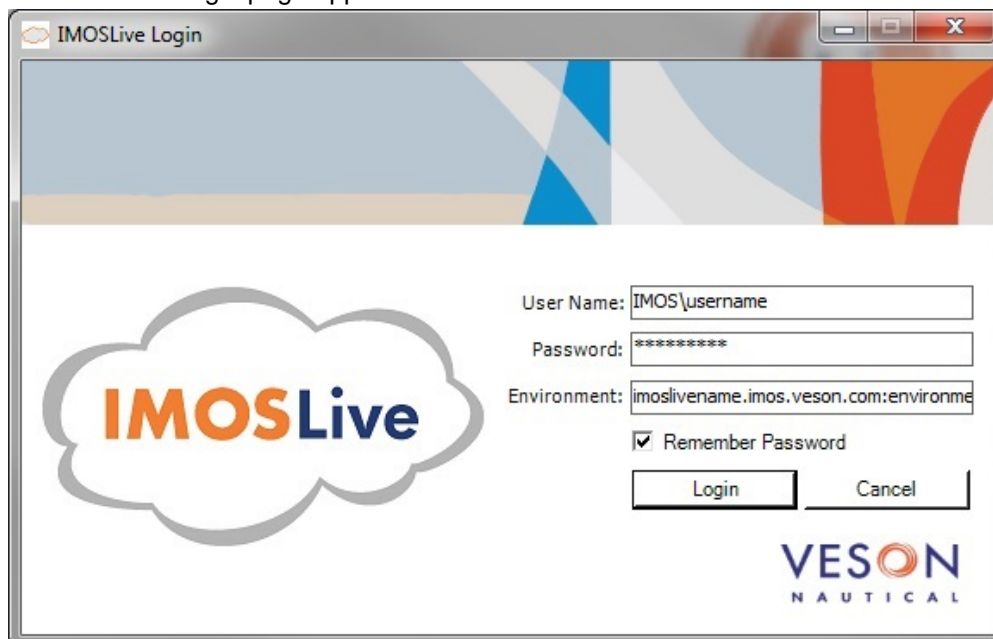 IMOSLive Login
User Name: IMOS\username
Password: *********
Environment: imoslivename.imos.veson.com:environme
IMOSLive
Remember Password
Login Cancel
VESON
NAUTICAL